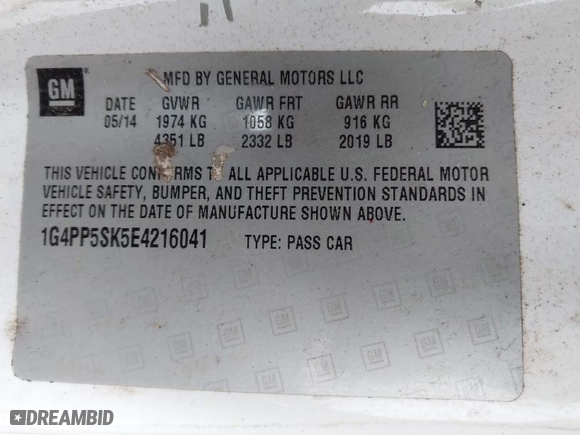 GM ®
MFD BY GENERAL MOTORS LLC
DATE GVWR GAWR FRT GAWR RR
05/14 1974 KG 1058 KG 916 KG
4351 LB 2332 LB 2019 LB
THIS VEHICLE CONFORMS TO ALL APPLICABLE U.S. FEDERAL MOTOR
VEHICLE SAFETY, BUMPER, AND THEFT PREVENTION STANDARDS IN
EFFECT ON THE DATE OF MANUFACTURE SHOWN ABOVE.
1G4PP5SK5E4216041 TYPE: PASS CAR
DREAMBID